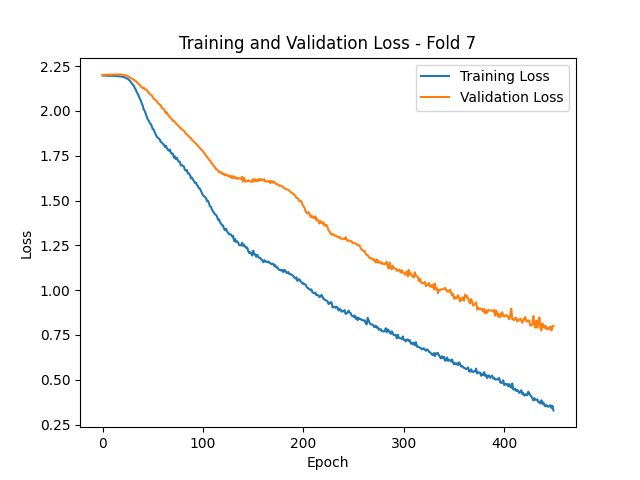 Training and Validation Loss - Fold 7
Training Loss
Validation Loss
Loss
2.25
2.00
1.75
1.50
1.25
1.00
0.75
0.50
0.25
0 100 200 300 400
Epoch